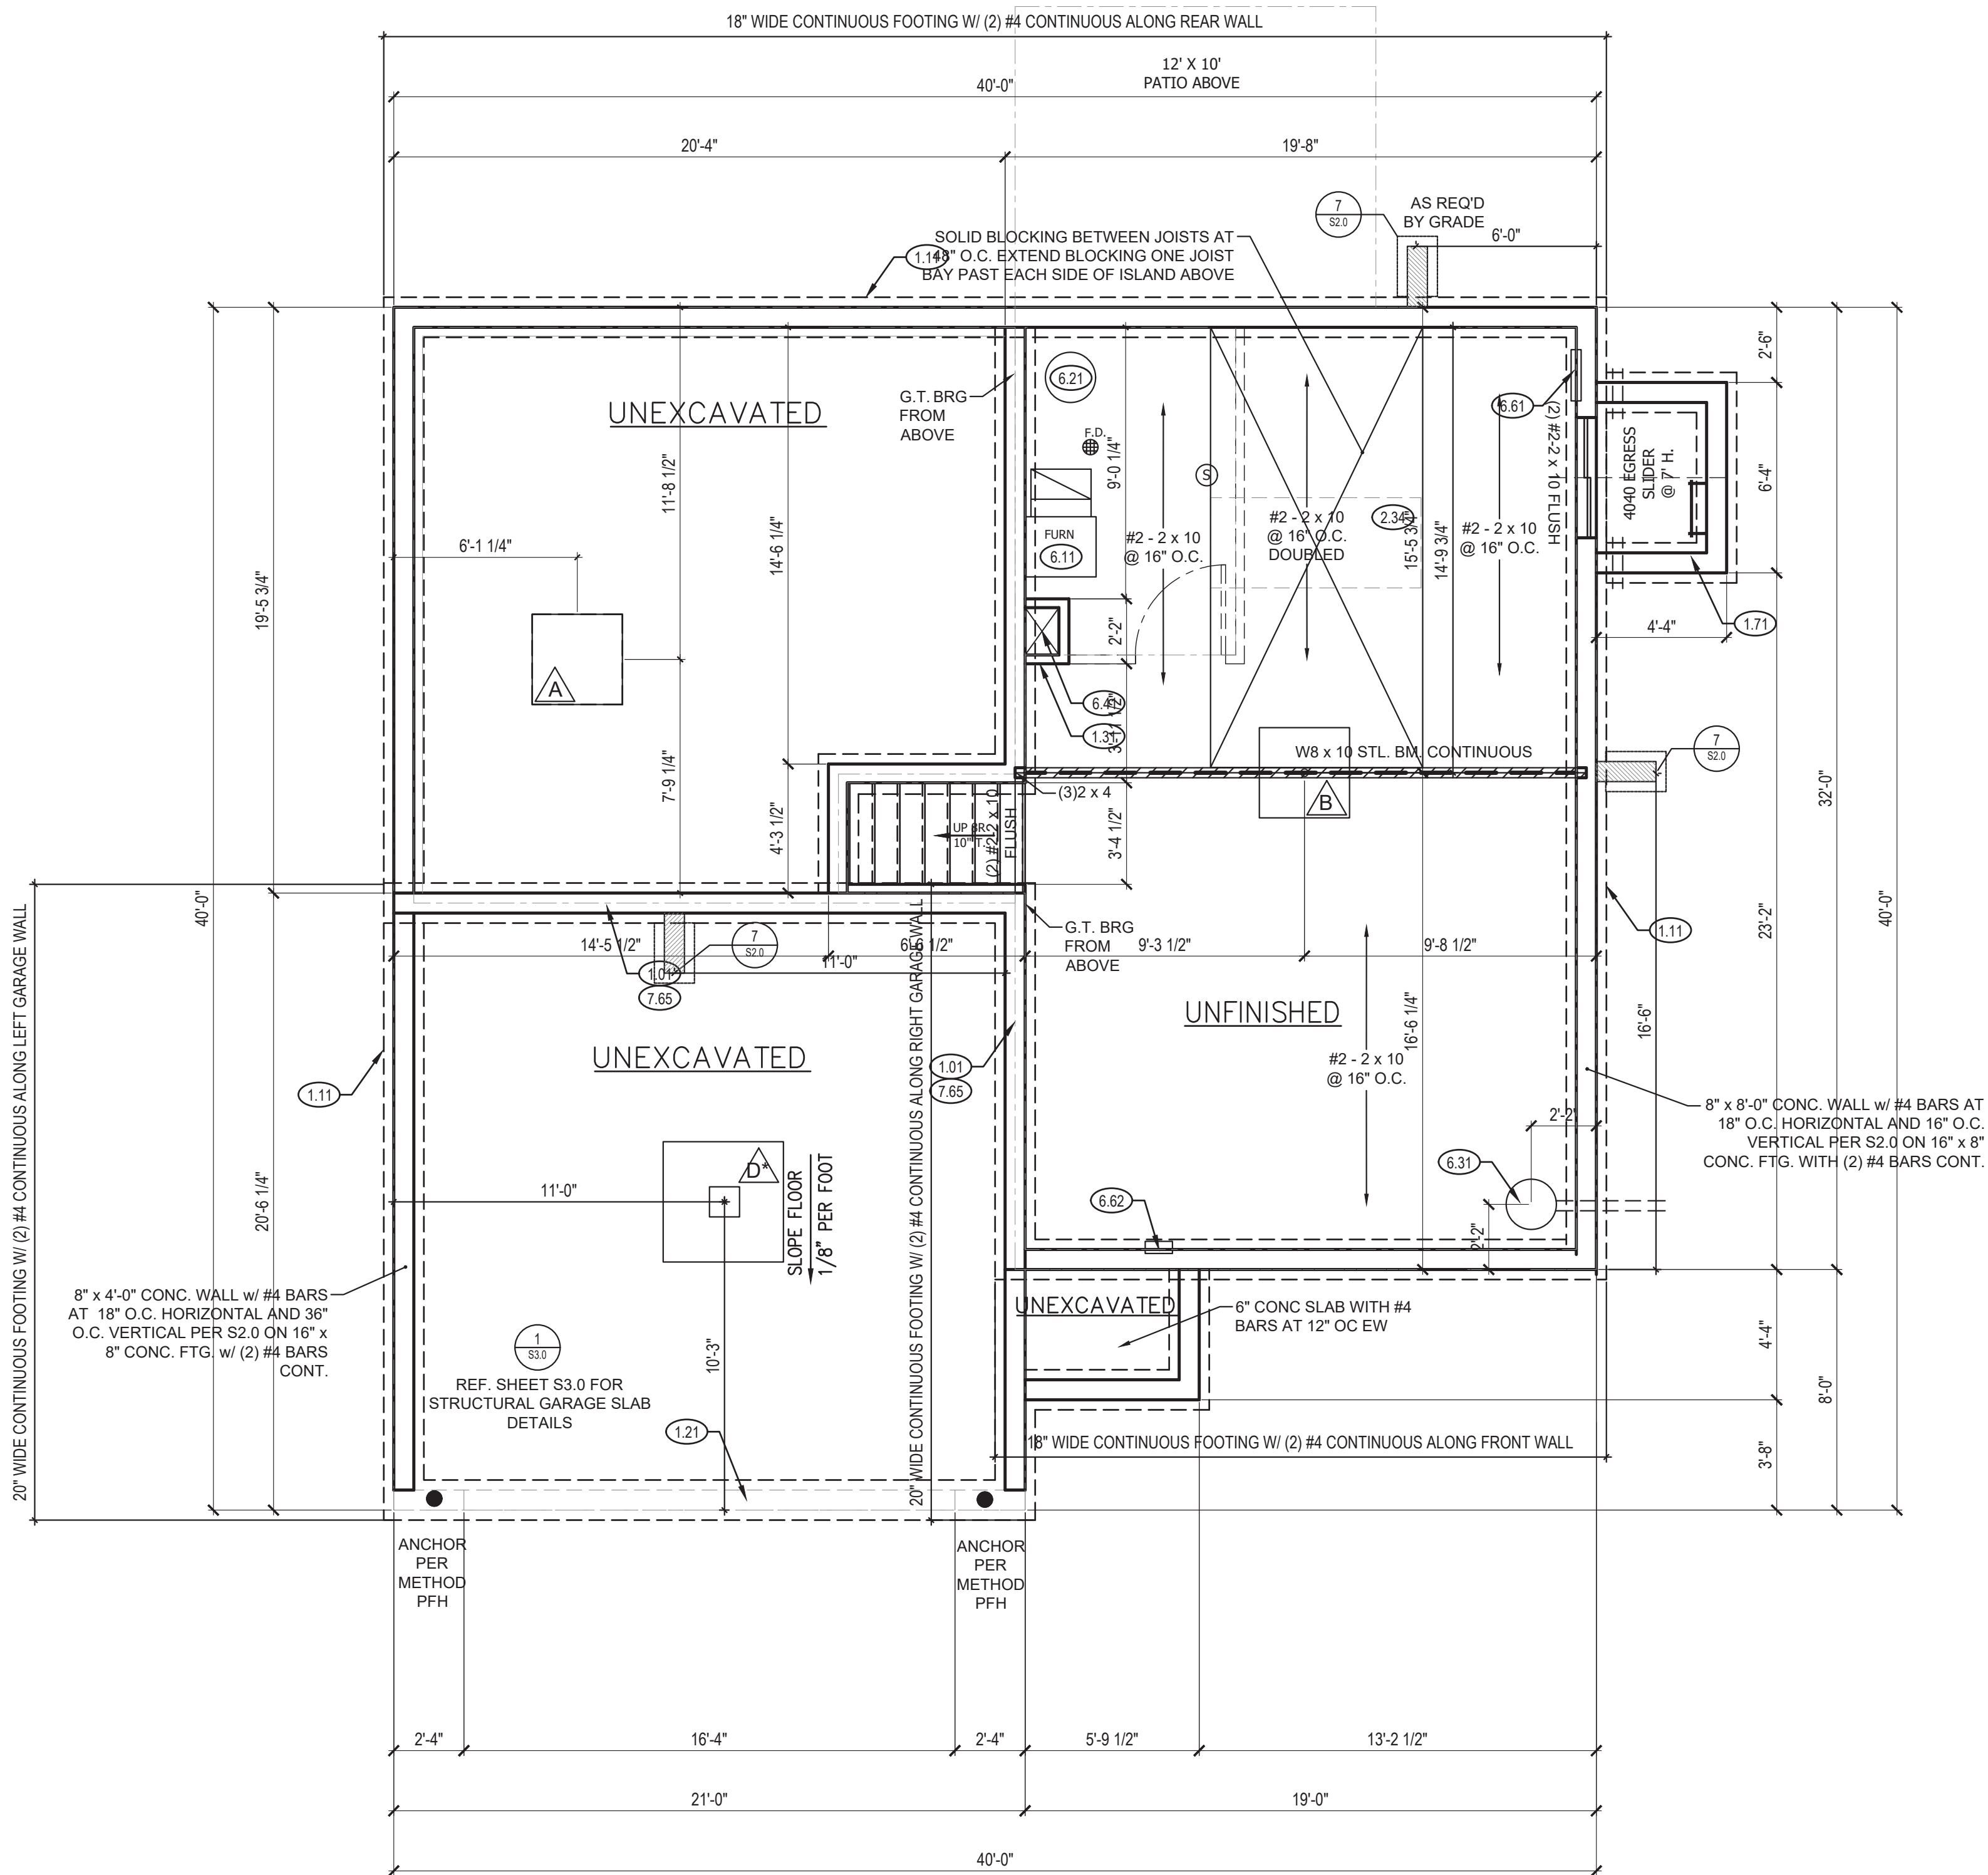 18" WIDE CONTINUOUS FOOTING W/ (2) #4 CONTINUOUS ALONG REAR WALL
12' X 10'
PATIO ABOVE
40'-0"
20'-4"
19'-8"
7
S2.0
AS REQ'D
BY GRADE
6'-0"
SOLID BLOCKING BETWEEN JOISTS AT
48" O.C. EXTEND BLOCKING ONE JOIST
BAY PAST EACH SIDE OF ISLAND ABOVE
1.11
UNEXCAVATED
G.T. BRG
FROM
ABOVE
6.21
F.D.
9'-0 1/4"
FURN
6.11
#2 - 2 x 10
@ 16" O.C.
S
#2 - 2 x 10
@ 16" O.C.
DOUBLED
2.34
15'-5 3/4"
14'-9 3/4"
#2 - 2 x 10
@ 16" O.C.
6.61
(2) #2-2 x 10 FLUSH
4040 EGRESS
SLIDER
@ 7' H.
2'-6"
6'-4"
1.71
4'-4"
11'-8 1/2"
6'-1 1/4"
14'-6 1/4"
19'-5 3/4"
40'-0"
A
7'-9 1/4"
4'-3 1/2"
2'-2"
6.41
1.31
3'-11 1/2"
W8 x 10 STL. BM. CONTINUOUS
(3)2 x 4
B
7
S2.0
32'-0"
40'-0"
23'-2"
UP 8R.
10" T.
(2) #2-2 x 10
FLUSH
3'-4 1/2"
G.T. BRG
FROM
ABOVE
14'-5 1/2"
6'-6 1/2"
9'-3 1/2"
9'-8 1/2"
7
S2.0
11'-0"
1.01
7.65
1.11
20" WIDE CONTINUOUS FOOTING W/ (2) #4 CONTINUOUS ALONG LEFT GARAGE WALL
20" WIDE CONTINUOUS FOOTING W/ (2) #4 CONTINUOUS ALONG RIGHT GARAGE WALL
UNEXCAVATED
UNFINISHED
1.01
7.65
16'-6 1/4"
16'-6"
#2 - 2 x 10
@ 16" O.C.
1.11
8" x 8'-0" CONC. WALL w/ #4 BARS AT
18" O.C. HORIZONTAL AND 16" O.C.
VERTICAL PER S2.0 ON 16" x 8"
CONC. FTG. WITH (2) #4 BARS CONT.
2'-2"
6.31
2'-2"
6.62
D*
11'-0"
SLOPE FLOOR
1/8" PER FOOT
20'-6 1/4"
8" x 4'-0" CONC. WALL w/ #4 BARS
AT 18" O.C. HORIZONTAL AND 36"
O.C. VERTICAL PER S2.0 ON 16" x
8" CONC. FTG. w/ (2) #4 BARS
CONT.
1
S3.0
REF. SHEET S3.0 FOR
STRUCTURAL GARAGE SLAB
DETAILS
10'-3"
1.21
UNEXCAVATED
6" CONC SLAB WITH #4
BARS AT 12" OC EW
4'-4"
8'-0"
3'-8"
18" WIDE CONTINUOUS FOOTING W/ (2) #4 CONTINUOUS ALONG FRONT WALL
ANCHOR
PER
METHOD
PFH
ANCHOR
PER
METHOD
PFH
2'-4"
16'-4"
2'-4"
5'-9 1/2"
13'-2 1/2"
21'-0"
19'-0"
40'-0"